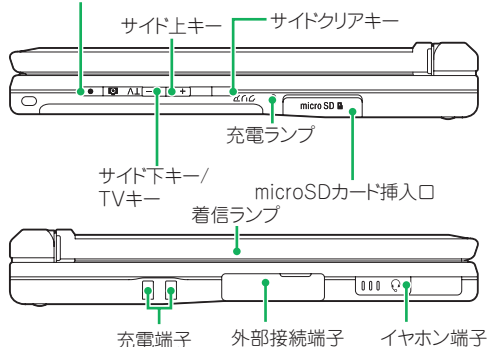 サイド上キー
サイドクリアキー
TV
micro SD
充電ランプ
サイド下キー/
TVキー
microSDカード挿入口
着信ランプ
充電端子
外部接続端子
イヤホン端子